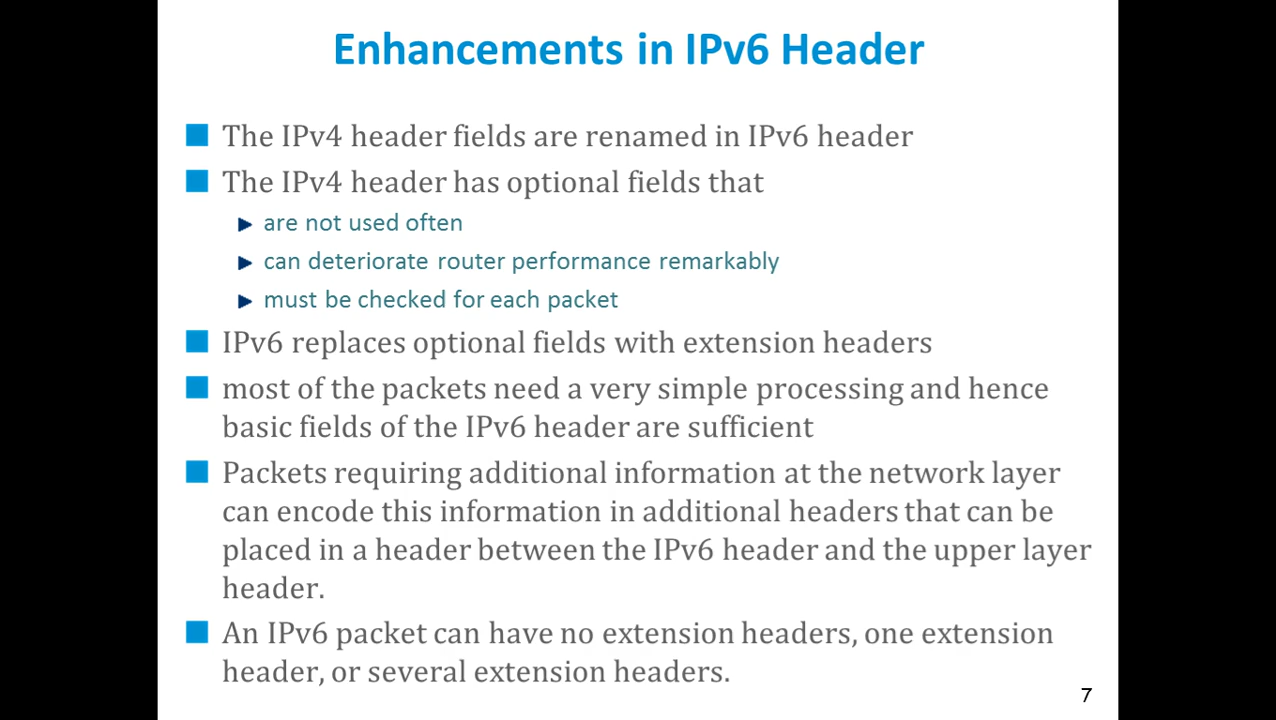 Enhancements in IPv6 Header
The IPv4 header fields are renamed in IPv6 header
The IPv4 header has optional fields that
are not used often
can deteriorate router performance remarkably
must be checked for each packet
IPv6 replaces optional fields with extension headers
most of the packets need a very simple processing and hence
basic fields of the IPv6 header are sufficient
Packets requiring additional information at the network layer
can encode this information in additional headers that can be
placed in a header between the IPv6 header and the upper layer
header.
An IPv6 packet can have no extension headers, one extension
header, or several extension headers.
7